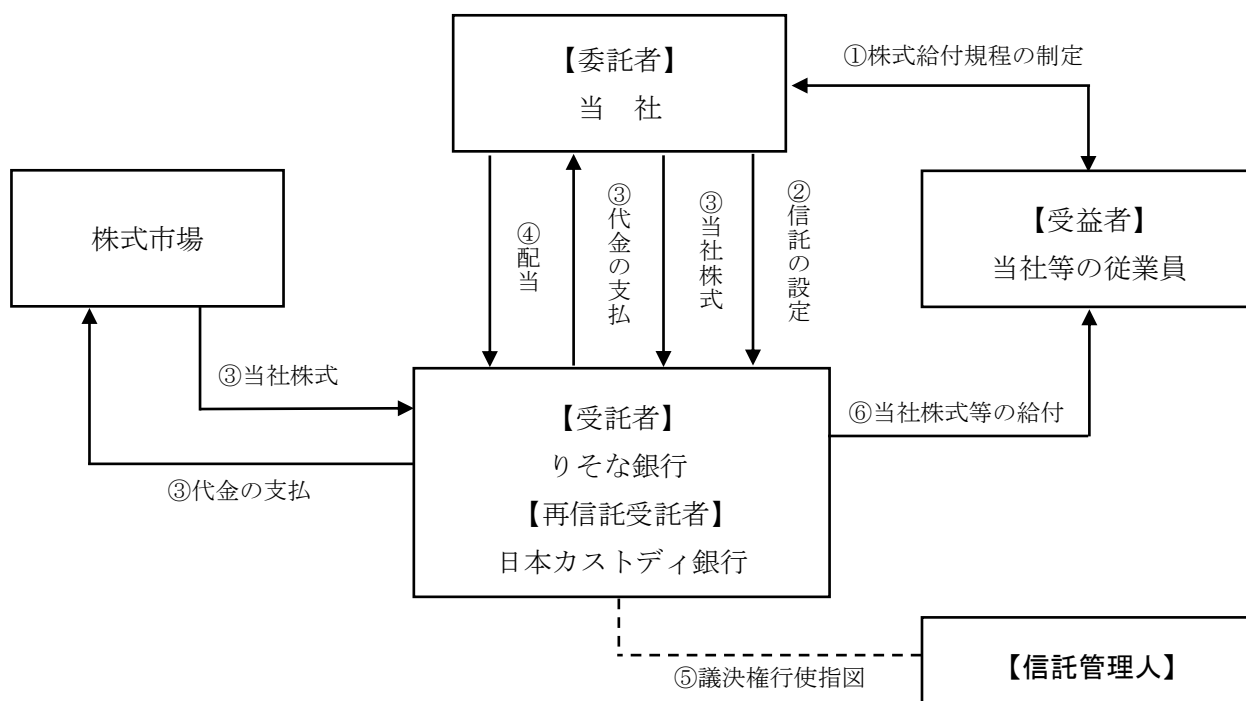 【委託者】
当 社
①株式給付規程の制定
株式市場
④配当
③代金の支払
③当社株式
②信託の設定
【受益者】
当社等の従業員
③当社株式
③代金の支払
【受託者】
りそな銀行
【再信託受託者】
日本カストディ銀行
⑥当社株式等の給付
⑤議決権行使指図
【信託管理人】